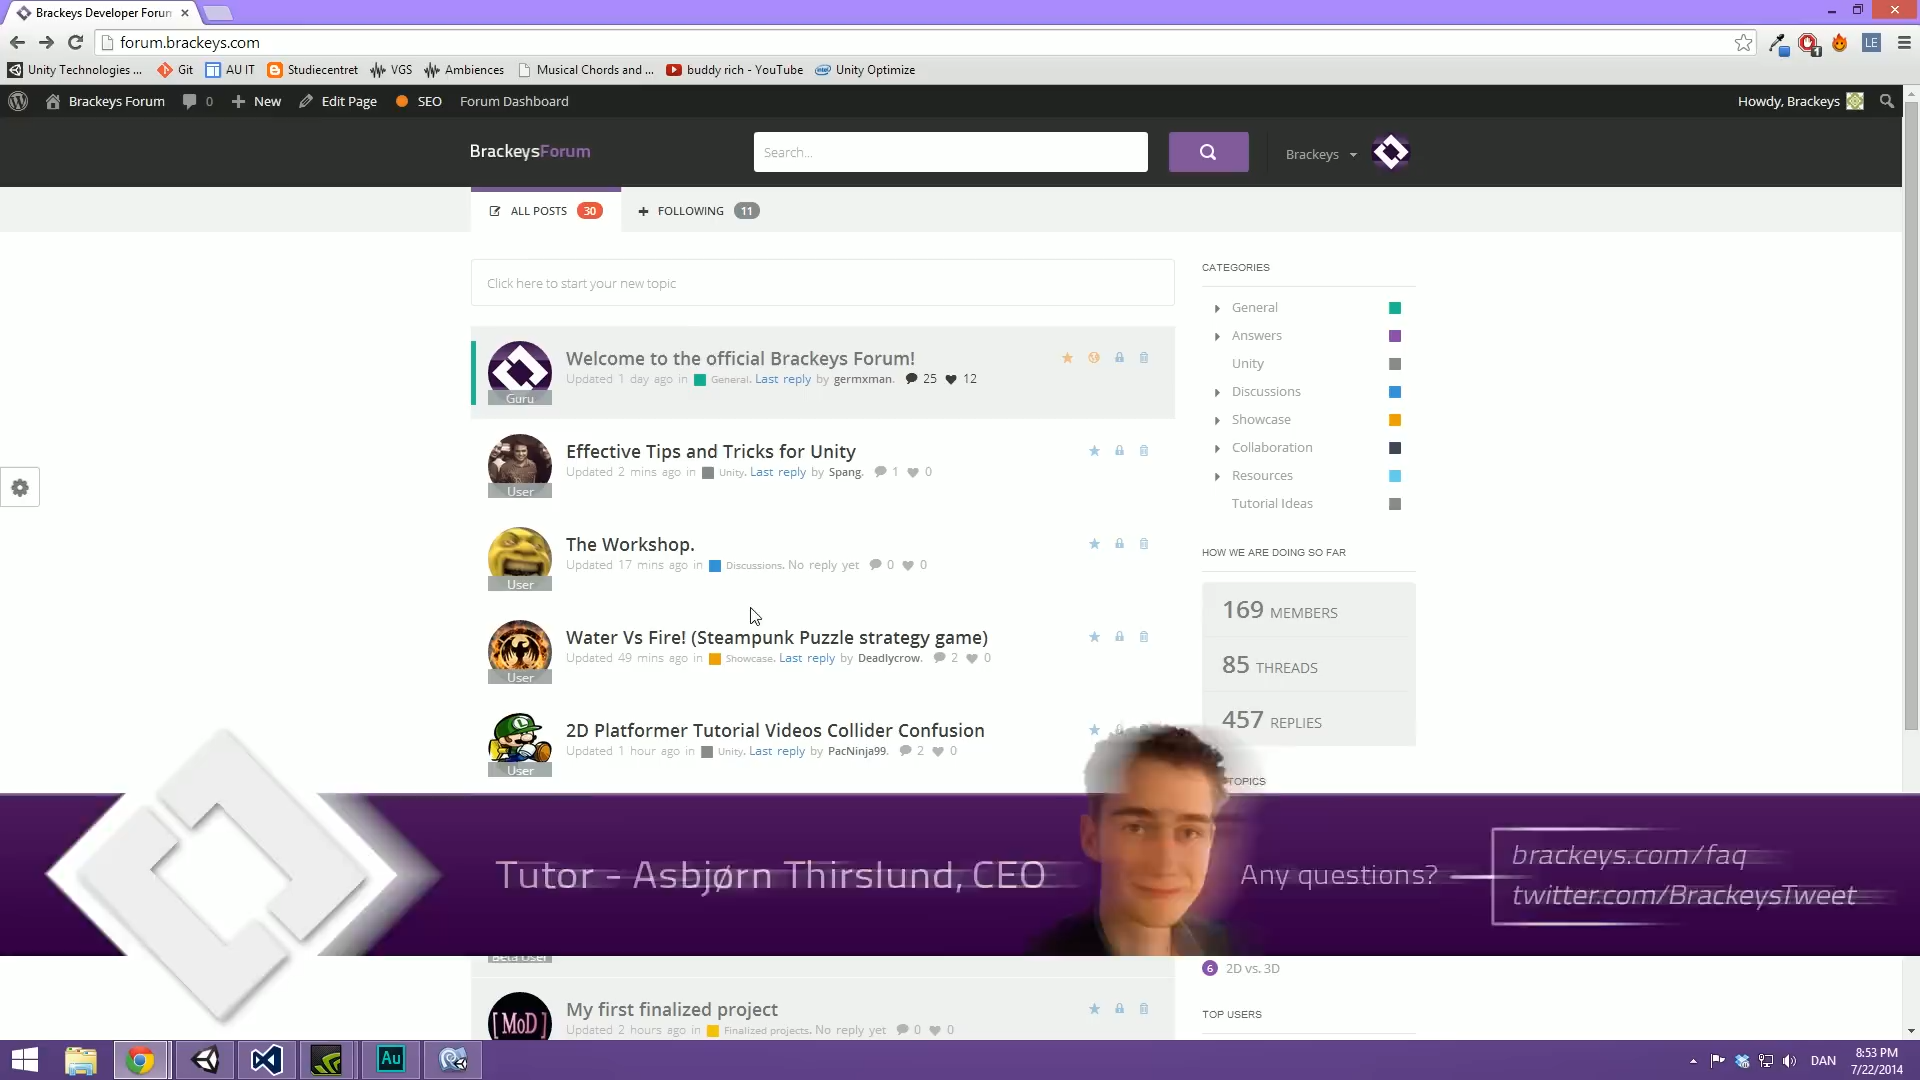 Brackeys Developer Forun
forum.brackeys.com
Unity Technologies ...
Git
AU IT
Studiecentret
VGS
Ambiences
Musical Chords and ...
buddy rich - YouTube
Unity Optimize
LE
1
Brackeys Forum
0
New
Edit Page
SEO
Forum Dashboard
Howdy, Brackeys
BrackeysForum
Search...
Brackeys
ALL POSTS 30
FOLLOWING 11
Click here to start your new topic
Welcome to the official Brackeys Forum!
Updated 1 day ago in General. Last reply by germxman. 25 12
Guru
Effective Tips and Tricks for Unity
Updated 2 mins ago in Unity. Last reply by Spang. 1 0
User
The Workshop.
Updated 17 mins ago in Discussions. No reply yet 0 0
User
Water Vs Fire! (Steampunk Puzzle strategy game)
Updated 49 mins ago in Showcase. Last reply by Deadlycrow. 2 0
User
2D Platformer Tutorial Videos Collider Confusion
Updated 1 hour ago in Unity. Last reply by PacNinja99. 2 0
User
CATEGORIES
General
Answers
Unity
Discussions
Showcase
Collaboration
Resources
Tutorial Ideas
HOW WE ARE DOING SO FAR
169 MEMBERS
85 THREADS
457 REPLIES
TOPICS
Tutor - Asbjørn Thirslund, CEO
Any questions?
brackeys.com/faq
twitter.com/BrackeysTweet
Beta User
6 2D vs. 3D
My first finalized project
Updated 2 hours ago in Finalized projects. No reply yet 0 0
[MoD]
TOP USERS
Au
DAN
8:53 PM
7/22/2014